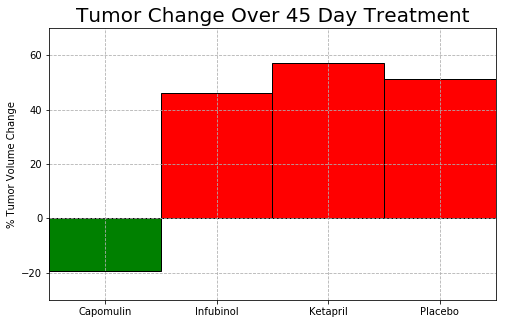 Tumor Change Over 45 Day Treatment
60
40
20
0
−20
% Tumor Volume Change
Capomulin Infubinol Ketapril Placebo